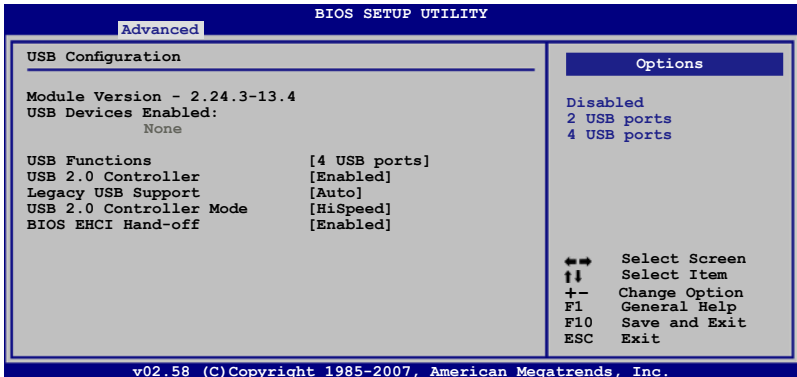 BIOS SETUP UTILITY
Advanced
USB Configuration
Module Version - 2.24.3-13.4
USB Devices Enabled:
None
USB Functions [4 USB ports]
USB 2.0 Controller [Enabled]
Legacy USB Support [Auto]
USB 2.0 Controller Mode [HiSpeed]
BIOS EHCI Hand-off [Enabled]
Options
Disabled
2 USB ports
4 USB ports
Select Screen
Select Item
+- Change Option
F1 General Help
F10 Save and Exit
ESC Exit
v02.58 (C)Copyright 1985-2007, American Megatrends, Inc.